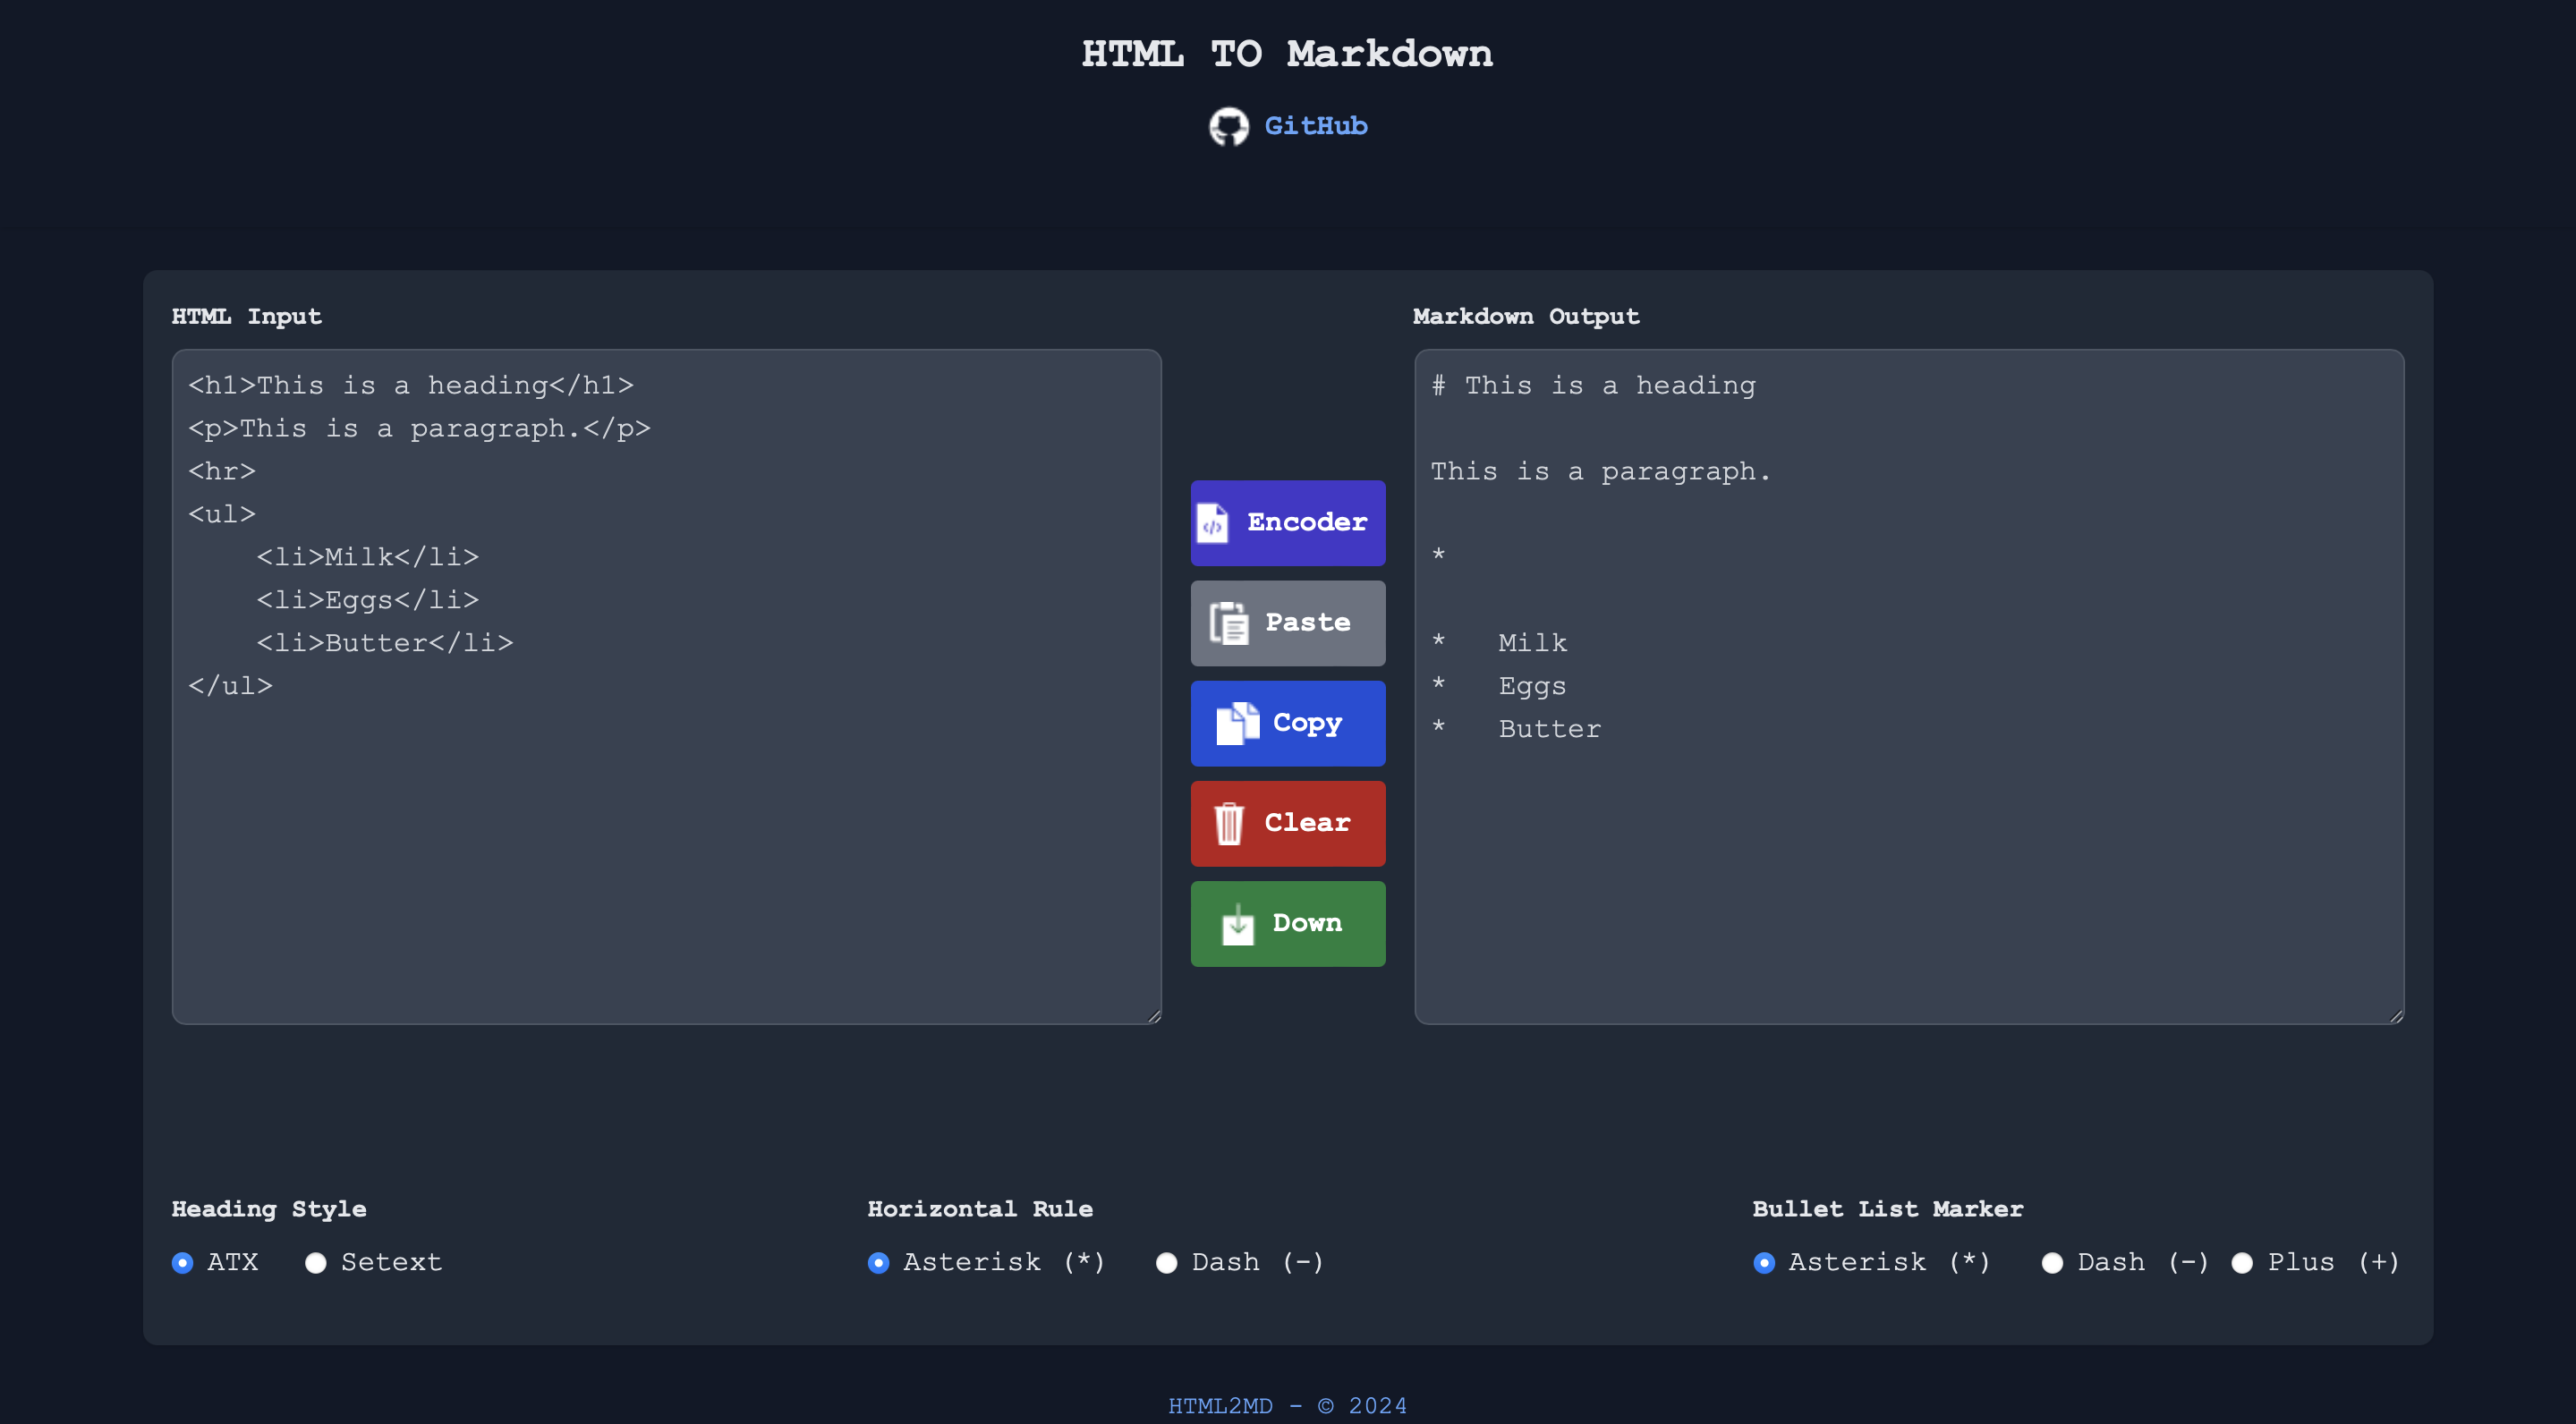 HTML TO Markdown
GitHub
HTML Input
<h1>This is a heading</h1>
<p>This is a paragraph.</p>
<hr>
<ul>
    <li>Milk</li>
    <li>Eggs</li>
    <li>Butter</li>
</ul>
Encoder
Paste
Copy
Clear
Down
Markdown Output
# This is a heading
This is a paragraph.
*
*   Milk
*   Eggs
*   Butter
Heading Style
ATX Setext
Horizontal Rule
Asterisk (*) Dash (-)
Bullet List Marker
Asterisk (*) Dash (-) Plus (+)
HTML2MD - © 2024